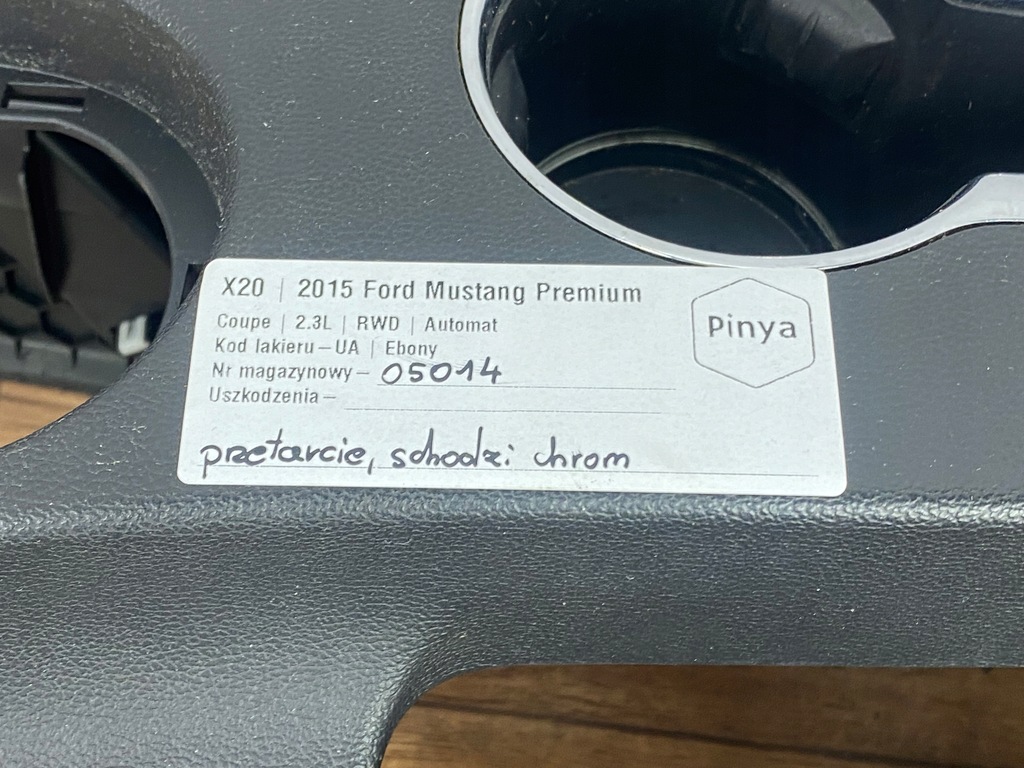 X20 | 2015 Ford Mustang Premium
Coupe | 2.3L | RWD | Automat
Kod lakieru – UA | Ebony
Nr magazynowy – 05014
Uszkodzenia –
przetarcie, schodzi chrom
Pinya